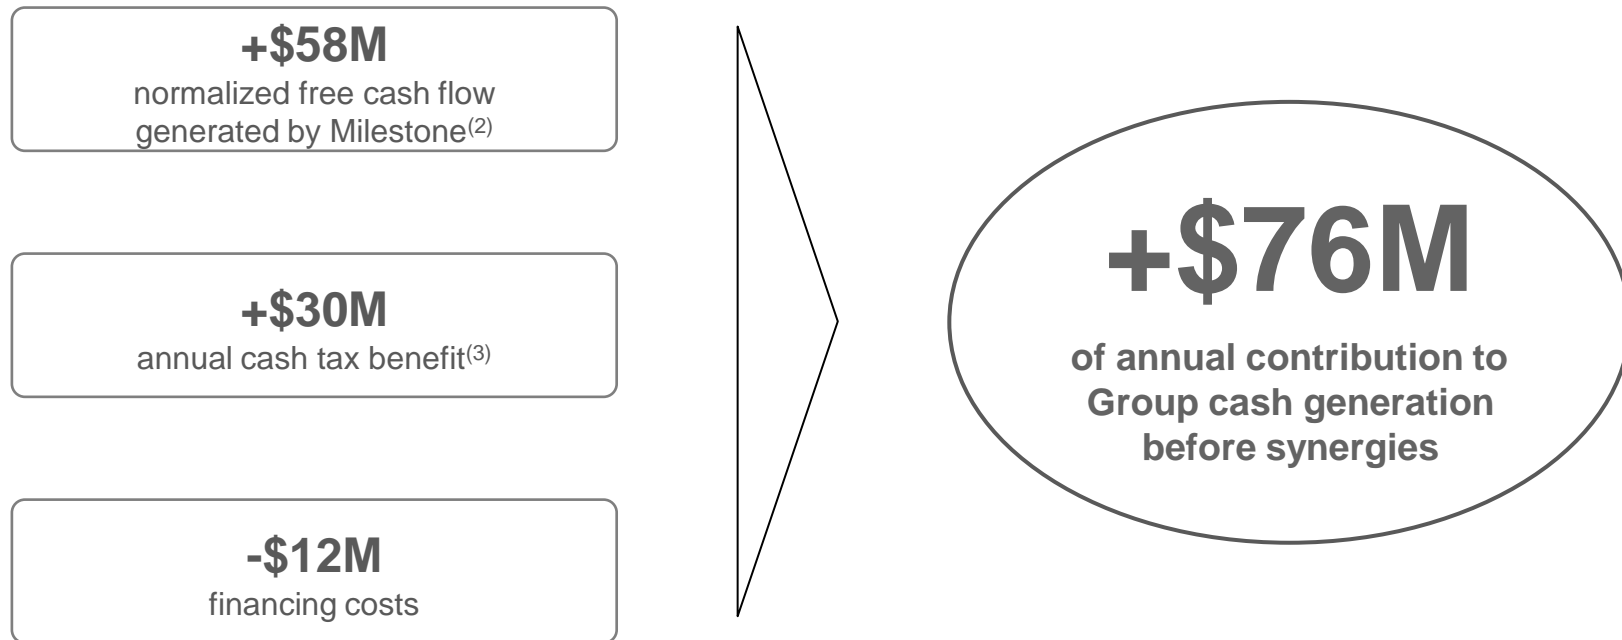 +$58M
normalized free cash flow
generated by Milestone(2)
+$30M
annual cash tax benefit(3)
-$12M
financing costs
+$76M
of annual contribution to
Group cash generation
before synergies